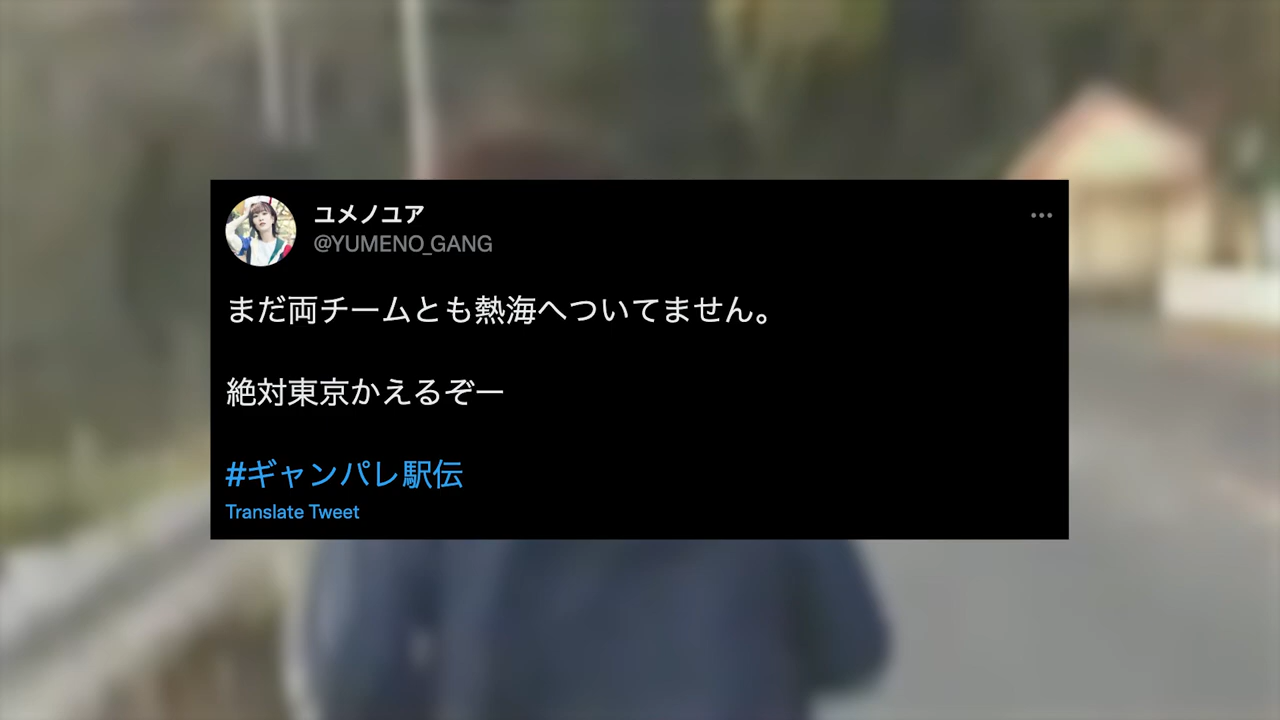 ユメノユア
@YUMENO_GANG
まだ両チームとも熱海へついてません。
絶対東京かえるぞー
#ギャンパレ駅伝
Translate Tweet